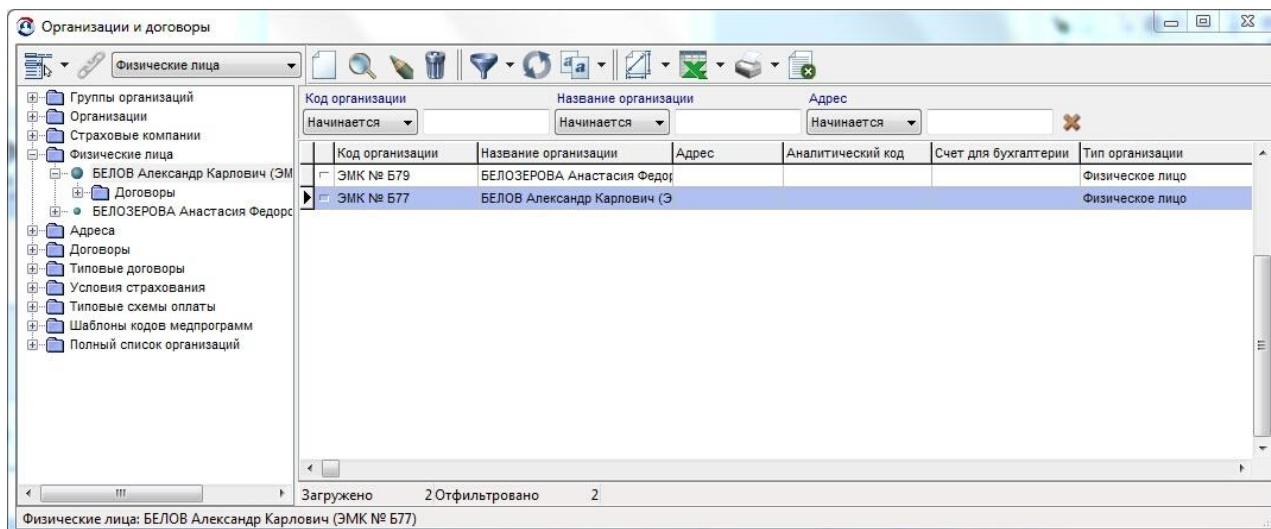 Организации и договоры
Физические лица
Группы организаций
Организации
Страховые компании
Физические лица
БЕЛОВ Александр Карлович (ЭМ
Договоры
БЕЛОЗЕРОВА Анастасия Федорс
Адреса
Договоры
Типовые договоры
Условия страхования
Типовые схемы оплаты
Шаблоны кодов медпрограмм
Полный список организаций
Код организации Название организации Адрес
Начинается Начинается Начинается
Код организации Название организации Адрес Аналитический код Счет для бухгалтерии Тип организации
ЭМК № Б79 БЕЛОЗЕРОВА Анастасия Федор Физическое лицо
ЭМК № Б77 БЕЛОВ Александр Карлович (Э Физическое лицо
Загружено 2 Отфильтровано 2
Физические лица: БЕЛОВ Александр Карлович (ЭМК № Б77)